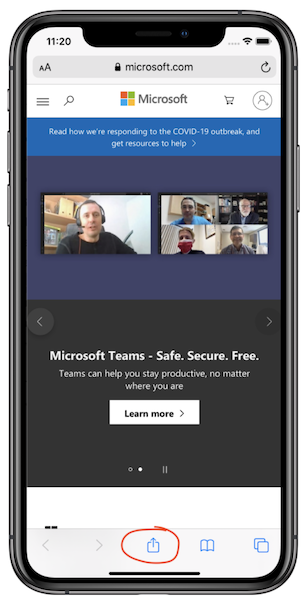 11:20
AA microsoft.com
Microsoft
Read how we're responding to the COVID-19 outbreak, and
get resources to help >
Microsoft Teams - Safe. Secure. Free.
Teams can help you stay productive, no matter
where you are
Learn more >